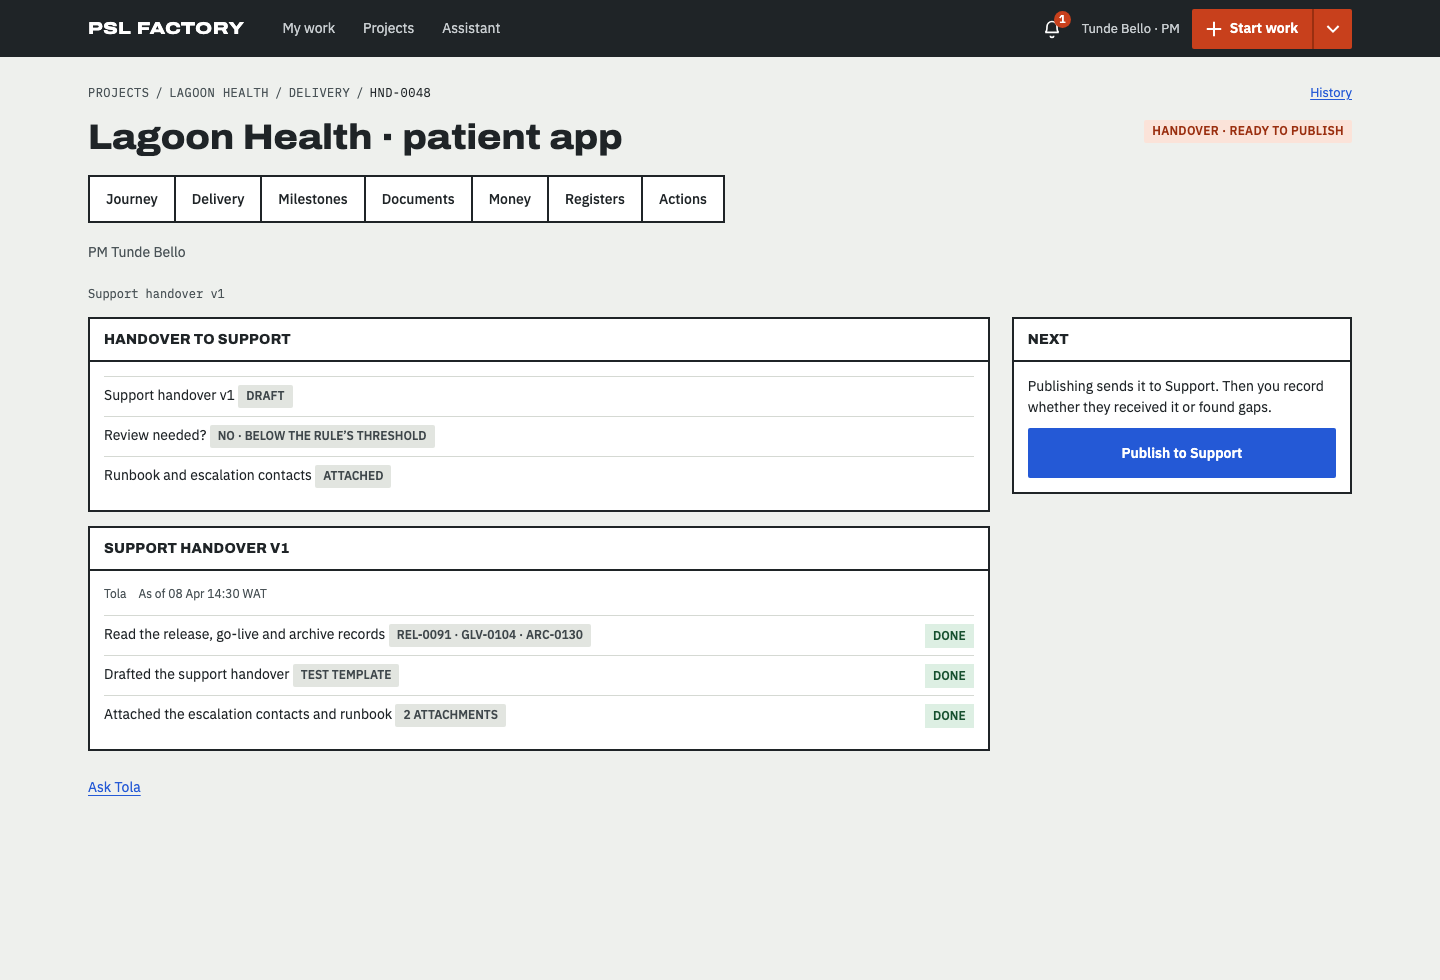 PSL FACTORY My work Projects Assistant 1 Tunde Bello · PM Start work
PROJECTS / LAGOON HEALTH / DELIVERY / HND-0048 History
Lagoon Health · patient app HANDOVER · READY TO PUBLISH
Journey Delivery Milestones Documents Money Registers Actions
PM Tunde Bello
Support handover v1
HANDOVER TO SUPPORT
Support handover v1 DRAFT
Review needed? NO · BELOW THE RULE’S THRESHOLD
Runbook and escalation contacts ATTACHED
NEXT
Publishing sends it to Support. Then you record
whether they received it or found gaps.
Publish to Support
SUPPORT HANDOVER V1
Tola As of 08 Apr 14:30 WAT
Read the release, go-live and archive records REL-0091 · GLV-0104 · ARC-0130 DONE
Drafted the support handover TEST TEMPLATE DONE
Attached the escalation contacts and runbook 2 ATTACHMENTS DONE
Ask Tola